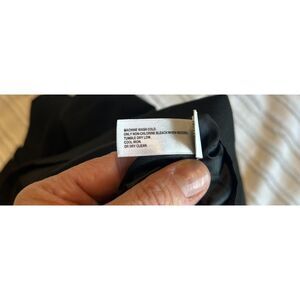 MACHINE WASH COLD.
ONLY NON-CHLORINE BLEACH WHEN NEEDED.
TUMBLE DRY LOW.
COOL IRON.
OR DRY CLEAN